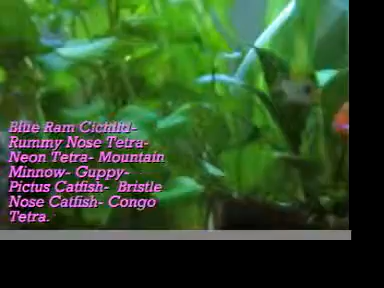 Blue Ram Cichlid-
Rummy Nose Tetra-
Neon Tetra- Mountain
Minnow- Guppy-
Pictus Catfish- Bristle
Nose Catfish- Congo
Tetra.